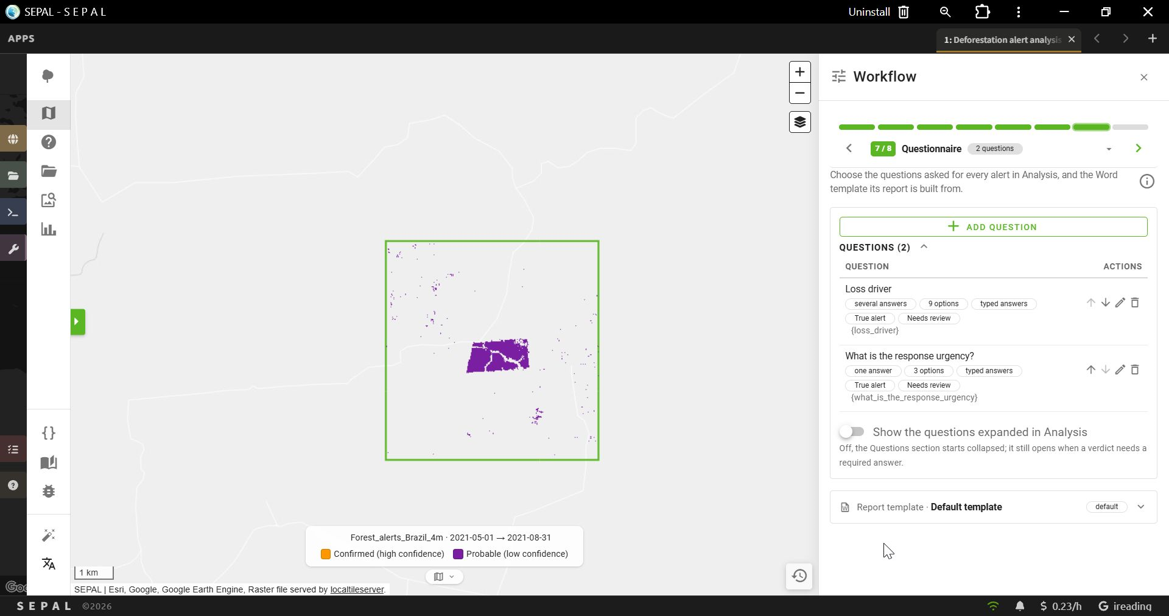 SEPAL - S E P A L
Uninstall
APPS
1: Deforestation alert analysis
Workflow
7 / 8 Questionnaire 2 questions
Choose the questions asked for every alert in Analysis, and the Word
template its report is built from.
ADD QUESTION
QUESTIONS (2)
QUESTION ACTIONS
Loss driver
several answers 9 options typed answers
True alert Needs review
{loss_driver}
What is the response urgency?
one answer 3 options typed answers
True alert Needs review
{what_is_the_response_urgency}
Show the questions expanded in Analysis
Off, the Questions section starts collapsed; it still opens when a verdict needs a
required answer.
Report template · Default template default
Forest_alerts_Brazil_4m · 2021-05-01 → 2021-08-31
Confirmed (high confidence) Probable (low confidence)
1 km
SEPAL | Esri, Google, Google Earth Engine, Raster file served by localtileserver.
S E P A L ©2026
$ 0.23/h
ireading